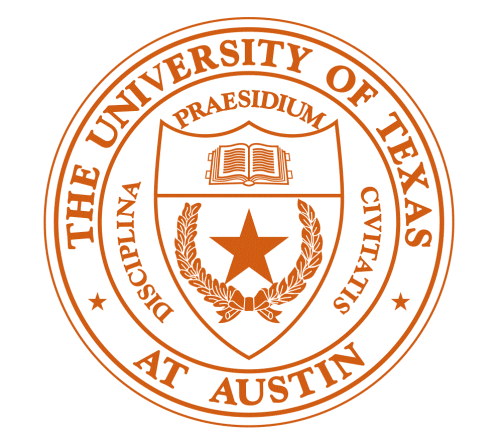 THE UNIVERSITY OF TEXAS
AT AUSTIN
DISCIPLINA PRAESIDIUM CIVITATIS